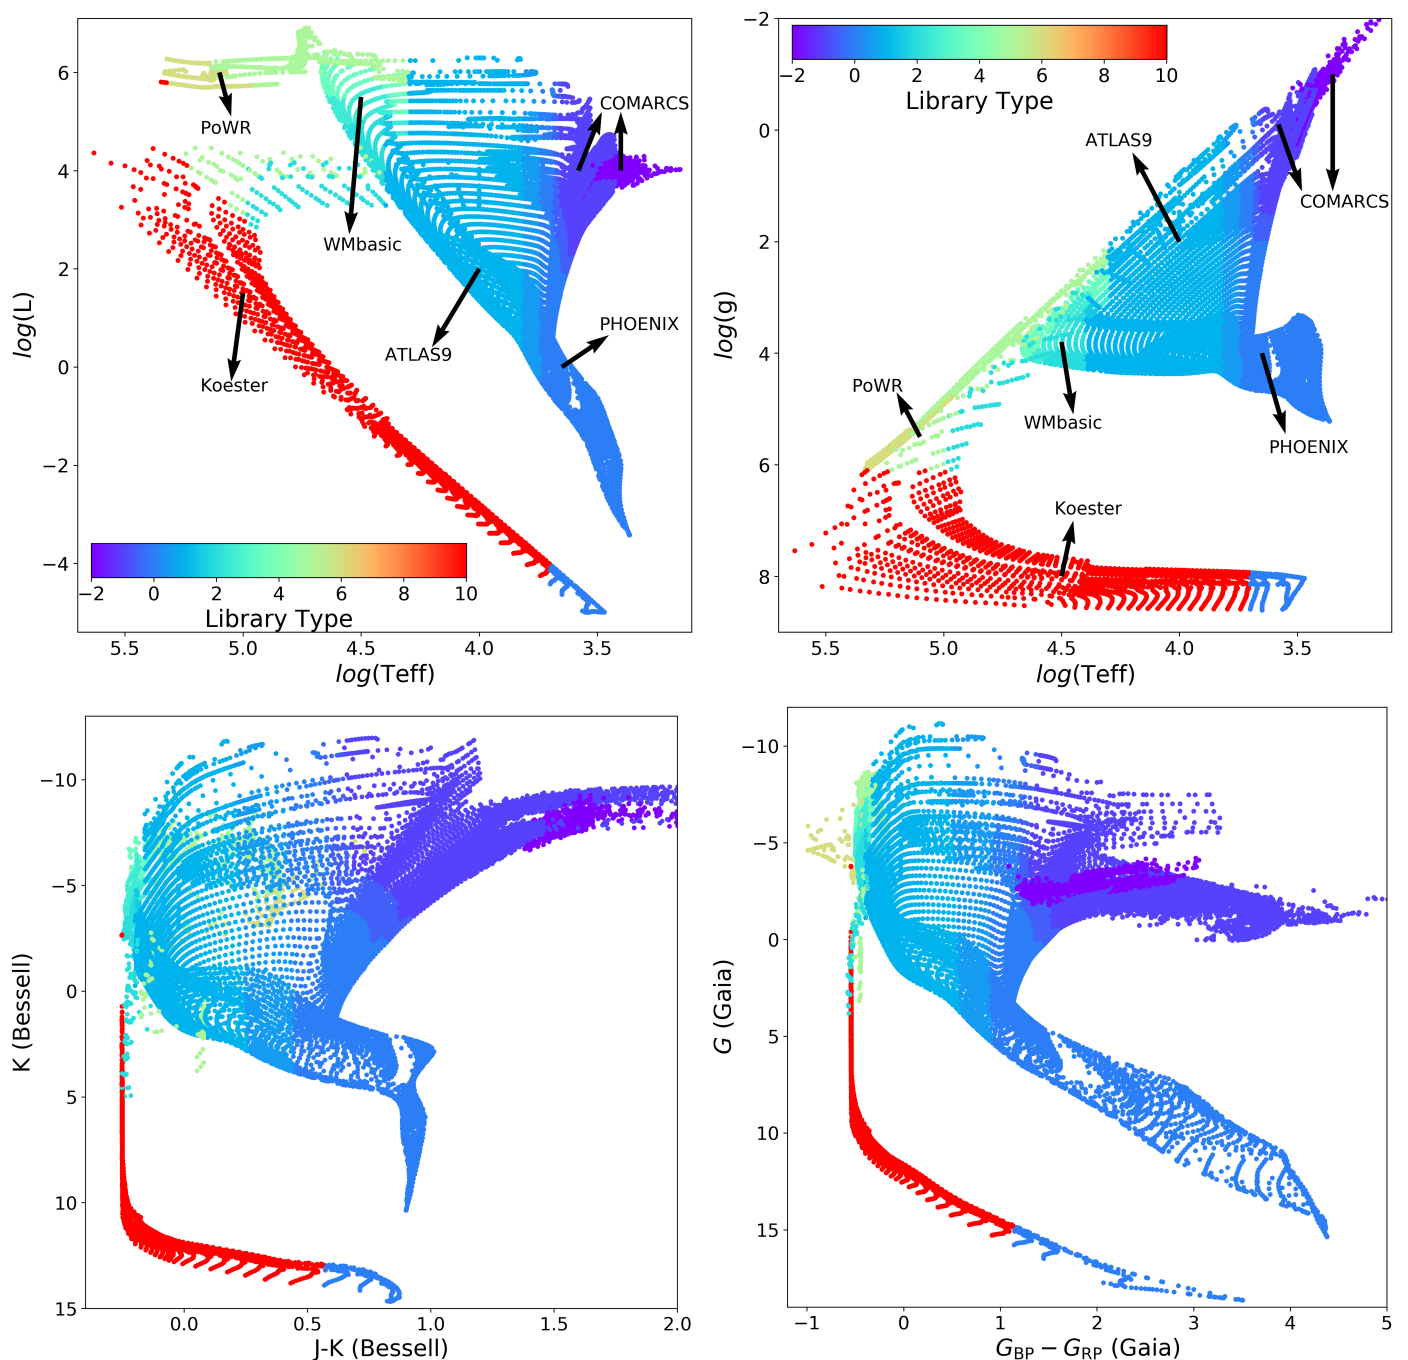 6
4
2
0
−2
−4
log(L)
5.5 5.0 4.5 4.0 3.5
log(Teff)
PoWR
COMARCS
WMbasic
PHOENIX
ATLAS9
Koester
−2 0 2 4 6 8 10
Library Type
−2
0
2
4
6
8
log(g)
5.5 5.0 4.5 4.0 3.5
log(Teff)
−2 0 2 4 6 8 10
Library Type
ATLAS9
COMARCS
PoWR
WMbasic
PHOENIX
Koester
−10
−5
0
5
10
15
K (Bessell)
0.0 0.5 1.0 1.5 2.0
J-K (Bessell)
−10
−5
0
5
10
15
G (Gaia)
−1 0 1 2 3 4 5
GBP − GRP (Gaia)